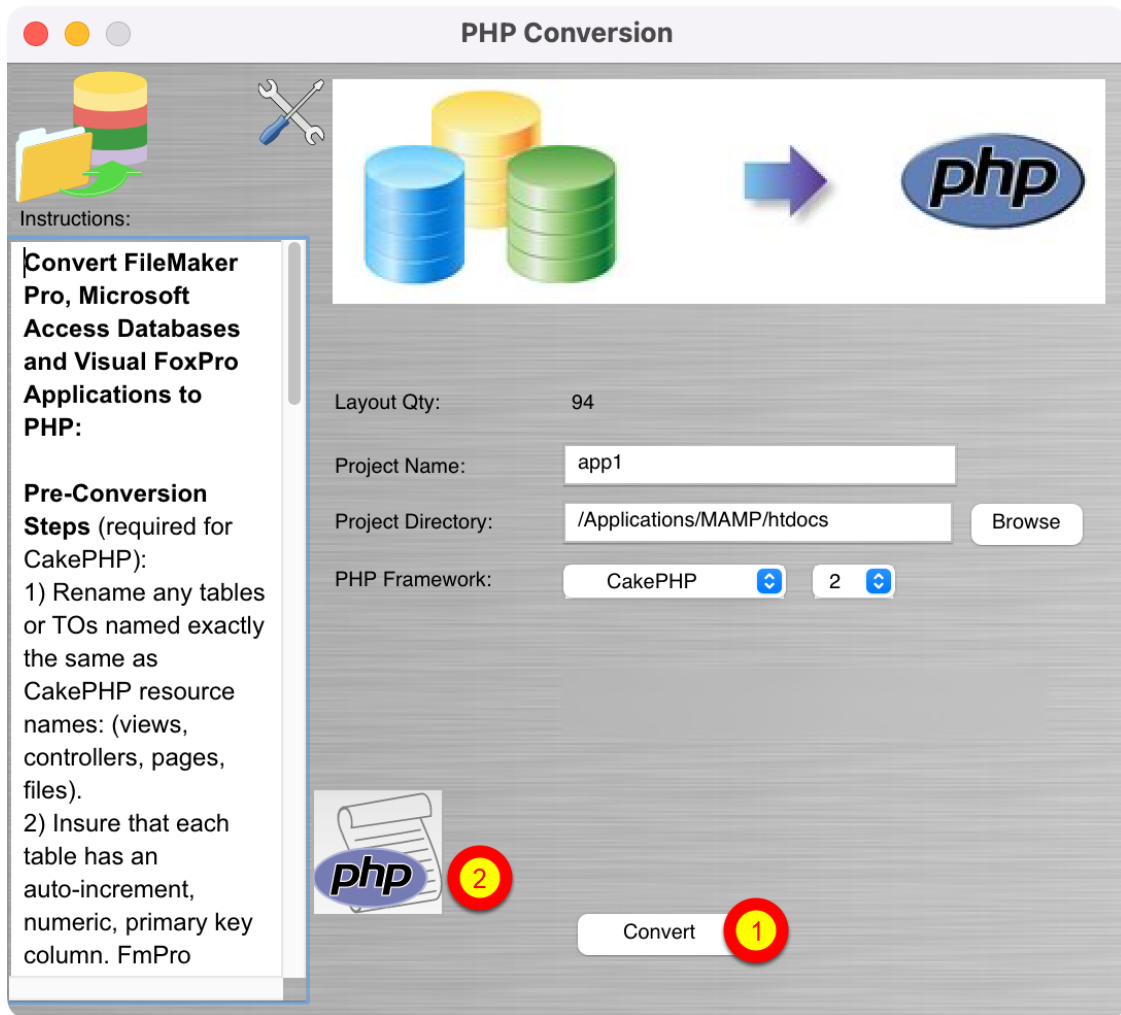 PHP Conversion
php
Instructions:
Convert FileMaker
Pro, Microsoft
Access Databases
and Visual FoxPro
Applications to
PHP:
Pre-Conversion
Steps (required for
CakePHP):
1) Rename any tables
or TOs named exactly
the same as
CakePHP resource
names: (views,
controllers, pages,
files).
2) Insure that each
table has an
auto-increment,
numeric, primary key
column. FmPro
Layout Qty: 94
Project Name: app1
Project Directory: /Applications/MAMP/htdocs Browse
PHP Framework: CakePHP 2
php 2
Convert 1